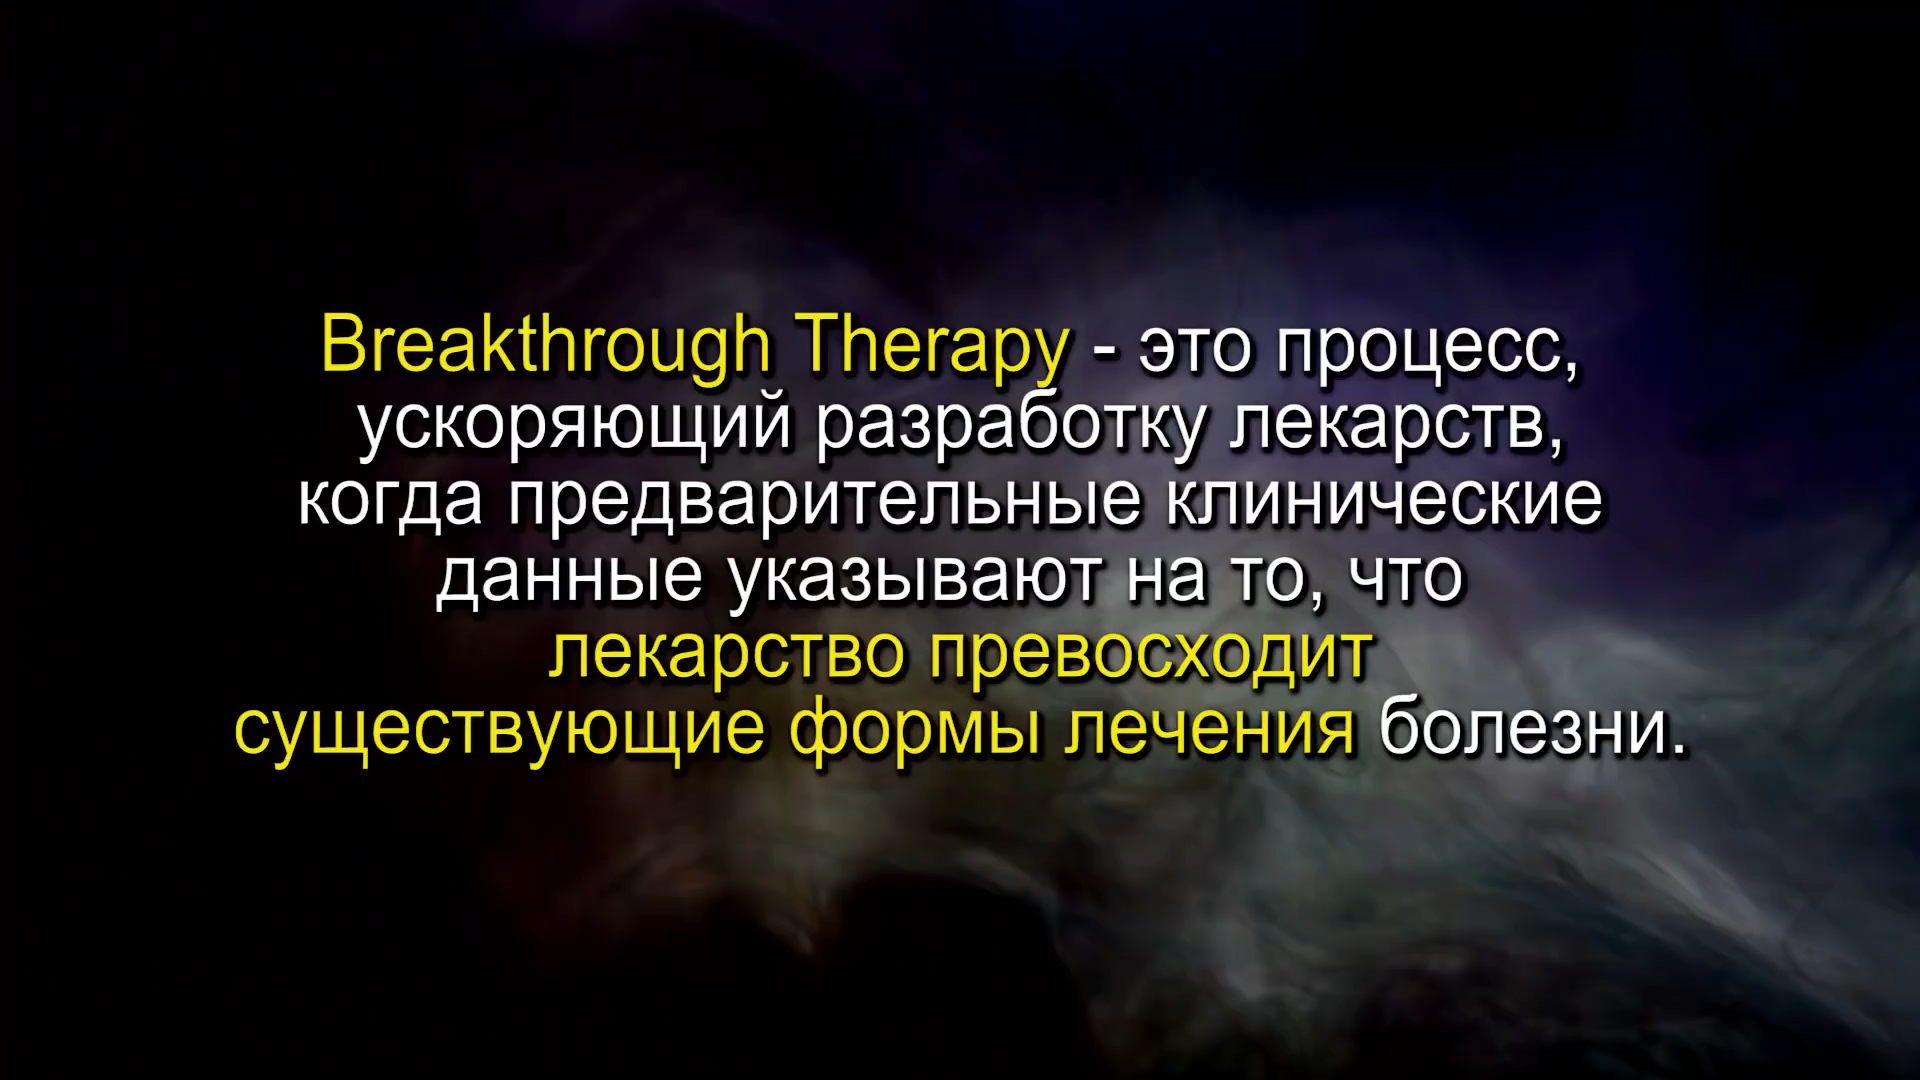 Breakthrough Therapy - это процесс,
ускоряющий разработку лекарств,
когда предварительные клинические
данные указывают на то, что
лекарство превосходит
существующие формы лечения болезни.